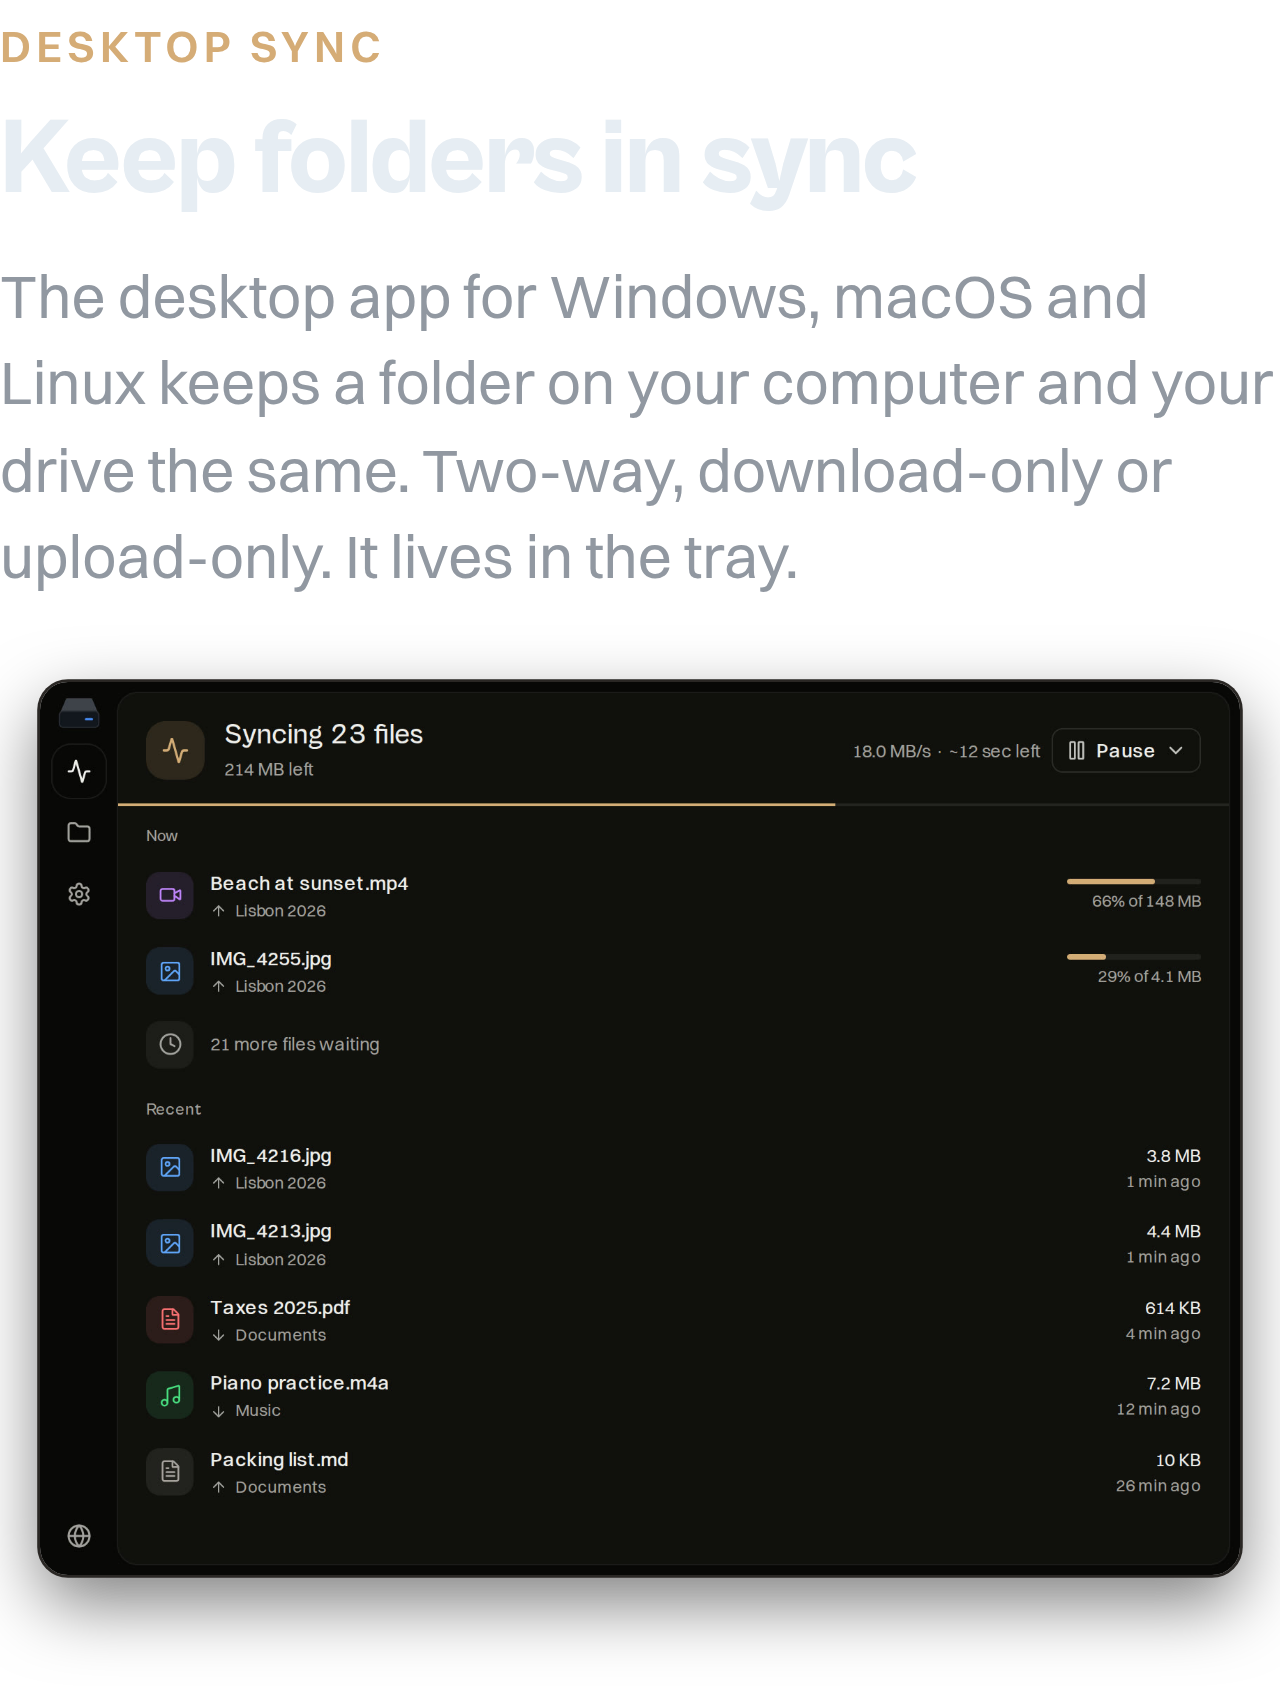 DESKTOP SYNC
Keep folders in sync
The desktop app for Windows, macOS and
Linux keeps a folder on your computer and your
drive the same. Two-way, download-only or
upload-only. It lives in the tray.
Syncing 23 files
214 MB left
18.0 MB/s · ~12 sec left
Pause
Now
Beach at sunset.mp4
Lisbon 2026
66% of 148 MB
IMG_4255.jpg
Lisbon 2026
29% of 4.1 MB
21 more files waiting
Recent
IMG_4216.jpg
Lisbon 2026
3.8 MB
1 min ago
IMG_4213.jpg
Lisbon 2026
4.4 MB
1 min ago
Taxes 2025.pdf
Documents
614 KB
4 min ago
Piano practice.m4a
Music
7.2 MB
12 min ago
Packing list.md
Documents
10 KB
26 min ago